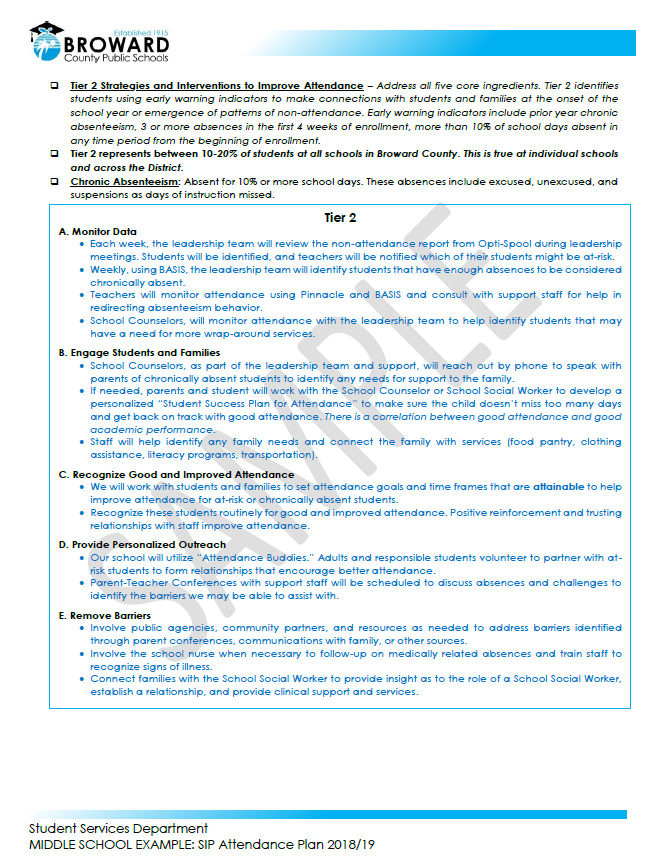 Established 1915
BROWARD
County Public Schools
❑ Tier 2 Strategies and Interventions to Improve Attendance – Address all five core ingredients. Tier 2 identifies
students using early warning indicators to make connections with students and families at the onset of the
school year or emergence of patterns of non-attendance. Early warning indicators include prior year chronic
absenteeism, 3 or more absences in the first 4 weeks of enrollment, more than 10% of school days absent in
any time period from the beginning of enrollment.
❑ Tier 2 represents between 10-20% of students at all schools in Broward County. This is true at individual schools
and across the District.
❑ Chronic Absenteeism: Absent for 10% or more school days. These absences include excused, unexcused, and
suspensions as days of instruction missed.
Tier 2
A. Monitor Data
• Each week, the leadership team will review the non-attendance report from Opti-Spool during leadership
meetings. Students will be identified, and teachers will be notified which of their students might be at-risk.
• Weekly, using BASIS, the leadership team will identify students that have enough absences to be considered
chronically absent.
• Teachers will monitor attendance using Pinnacle and BASIS and consult with support staff for help in
redirecting absenteeism behavior.
• School Counselors, will monitor attendance with the leadership team to help identify students that may
have a need for more wrap-around services.
B. Engage Students and Families
• School Counselors, as part of the leadership team and support, will reach out by phone to speak with
parents of chronically absent students to identify any needs for support to the family.
• If needed, parents and student will work with the School Counselor or School Social Worker to develop a
personalized "Student Success Plan for Attendance" to make sure the child doesn't miss too many days
and get back on track with good attendance. There is a correlation between good attendance and good
academic performance.
• Staff will help identify any family needs and connect the family with services (food pantry, clothing
assistance, literacy programs, transportation).
C. Recognize Good and Improved Attendance
• We will work with students and families to set attendance goals and time frames that are attainable to help
improve attendance for at-risk or chronically absent students.
• Recognize these students routinely for good and improved attendance. Positive reinforcement and trusting
relationships with staff improve attendance.
D. Provide Personalized Outreach
• Our school will utilize "Attendance Buddies." Adults and responsible students volunteer to partner with at-
risk students to form relationships that encourage better attendance.
• Parent-Teacher Conferences with support staff will be scheduled to discuss absences and challenges to
identify the barriers we may be able to assist with.
E. Remove Barriers
• Involve public agencies, community partners, and resources as needed to address barriers identified
through parent conferences, communications with family, or other sources.
• Involve the school nurse when necessary to follow-up on medically related absences and train staff to
recognize signs of illness.
• Connect families with the School Social Worker to provide insight as to the role of a School Social Worker,
establish a relationship, and provide clinical support and services.
SAMPLE
Student Services Department
MIDDLE SCHOOL EXAMPLE: SIP Attendance Plan 2018/19